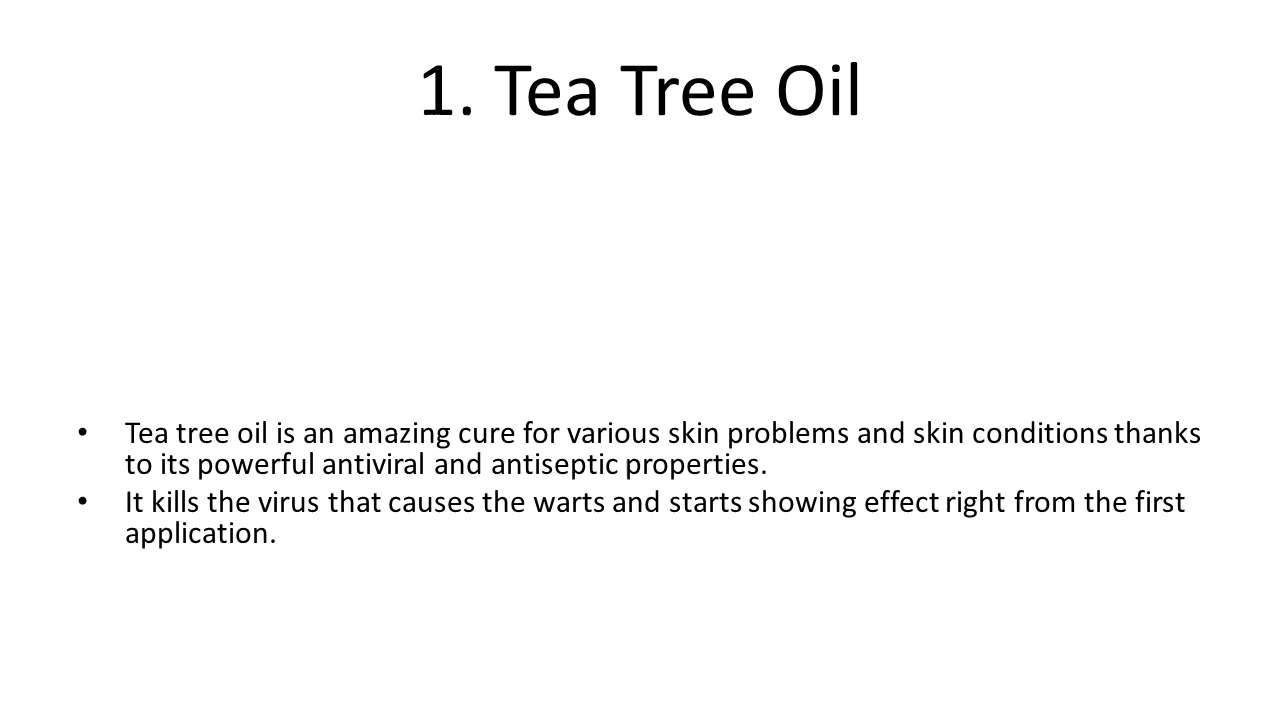 1. Tea Tree Oil
• Tea tree oil is an amazing cure for various skin problems and skin conditions thanks
to its powerful antiviral and antiseptic properties.
• It kills the virus that causes the warts and starts showing effect right from the first
application.